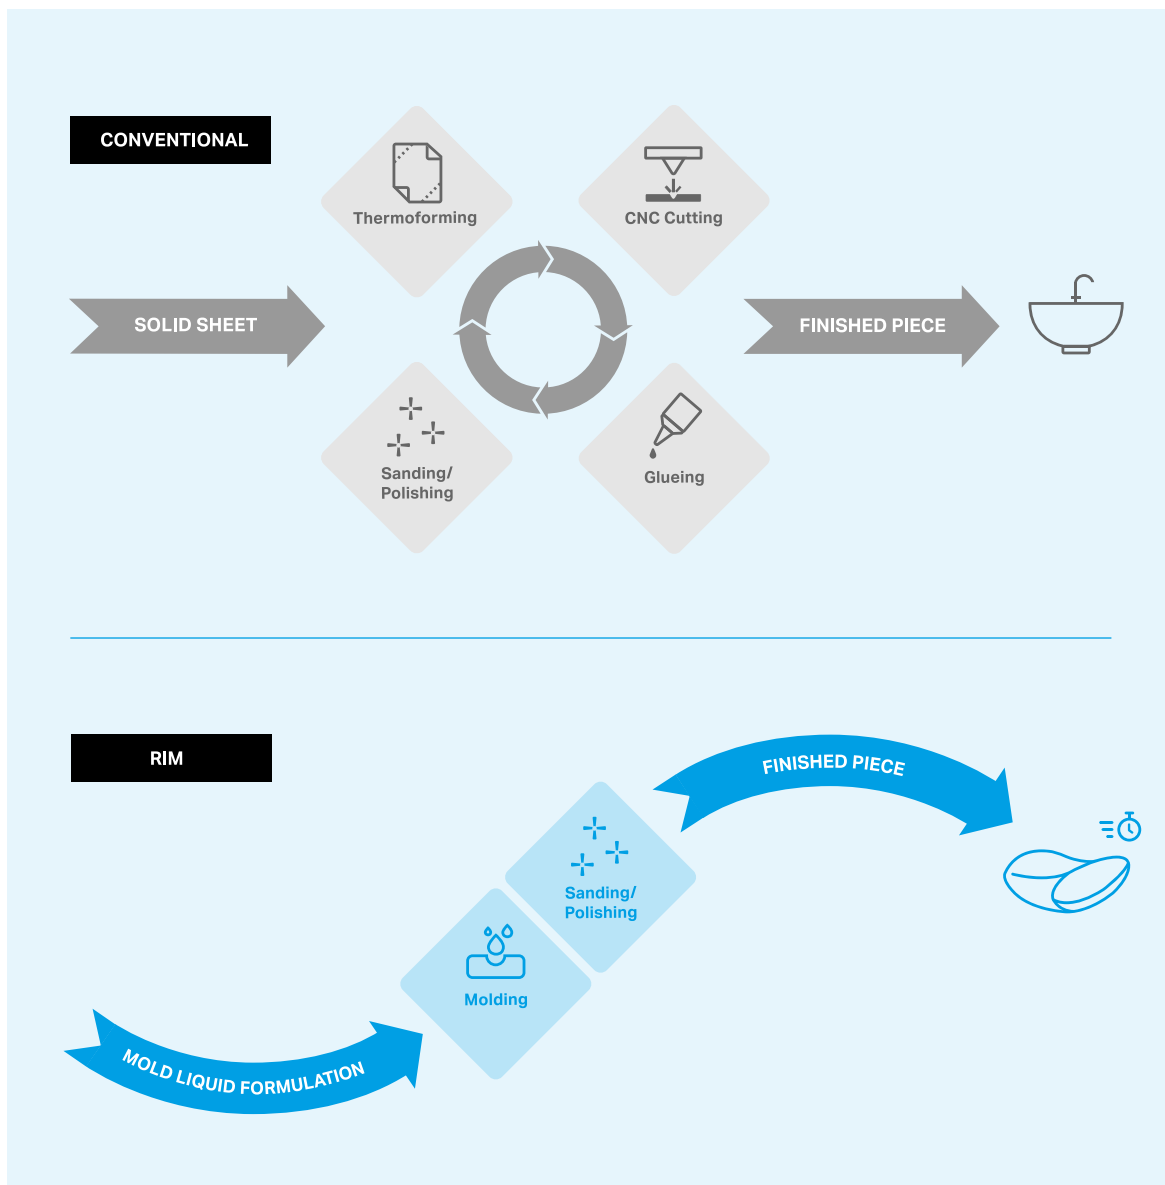 CONVENTIONAL
Thermoforming
CNC Cutting
SOLID SHEET
FINISHED PIECE
Sanding/
Polishing
Glueing
RIM
FINISHED PIECE
Sanding/
Polishing
Molding
MOLD LIQUID FORMULATION